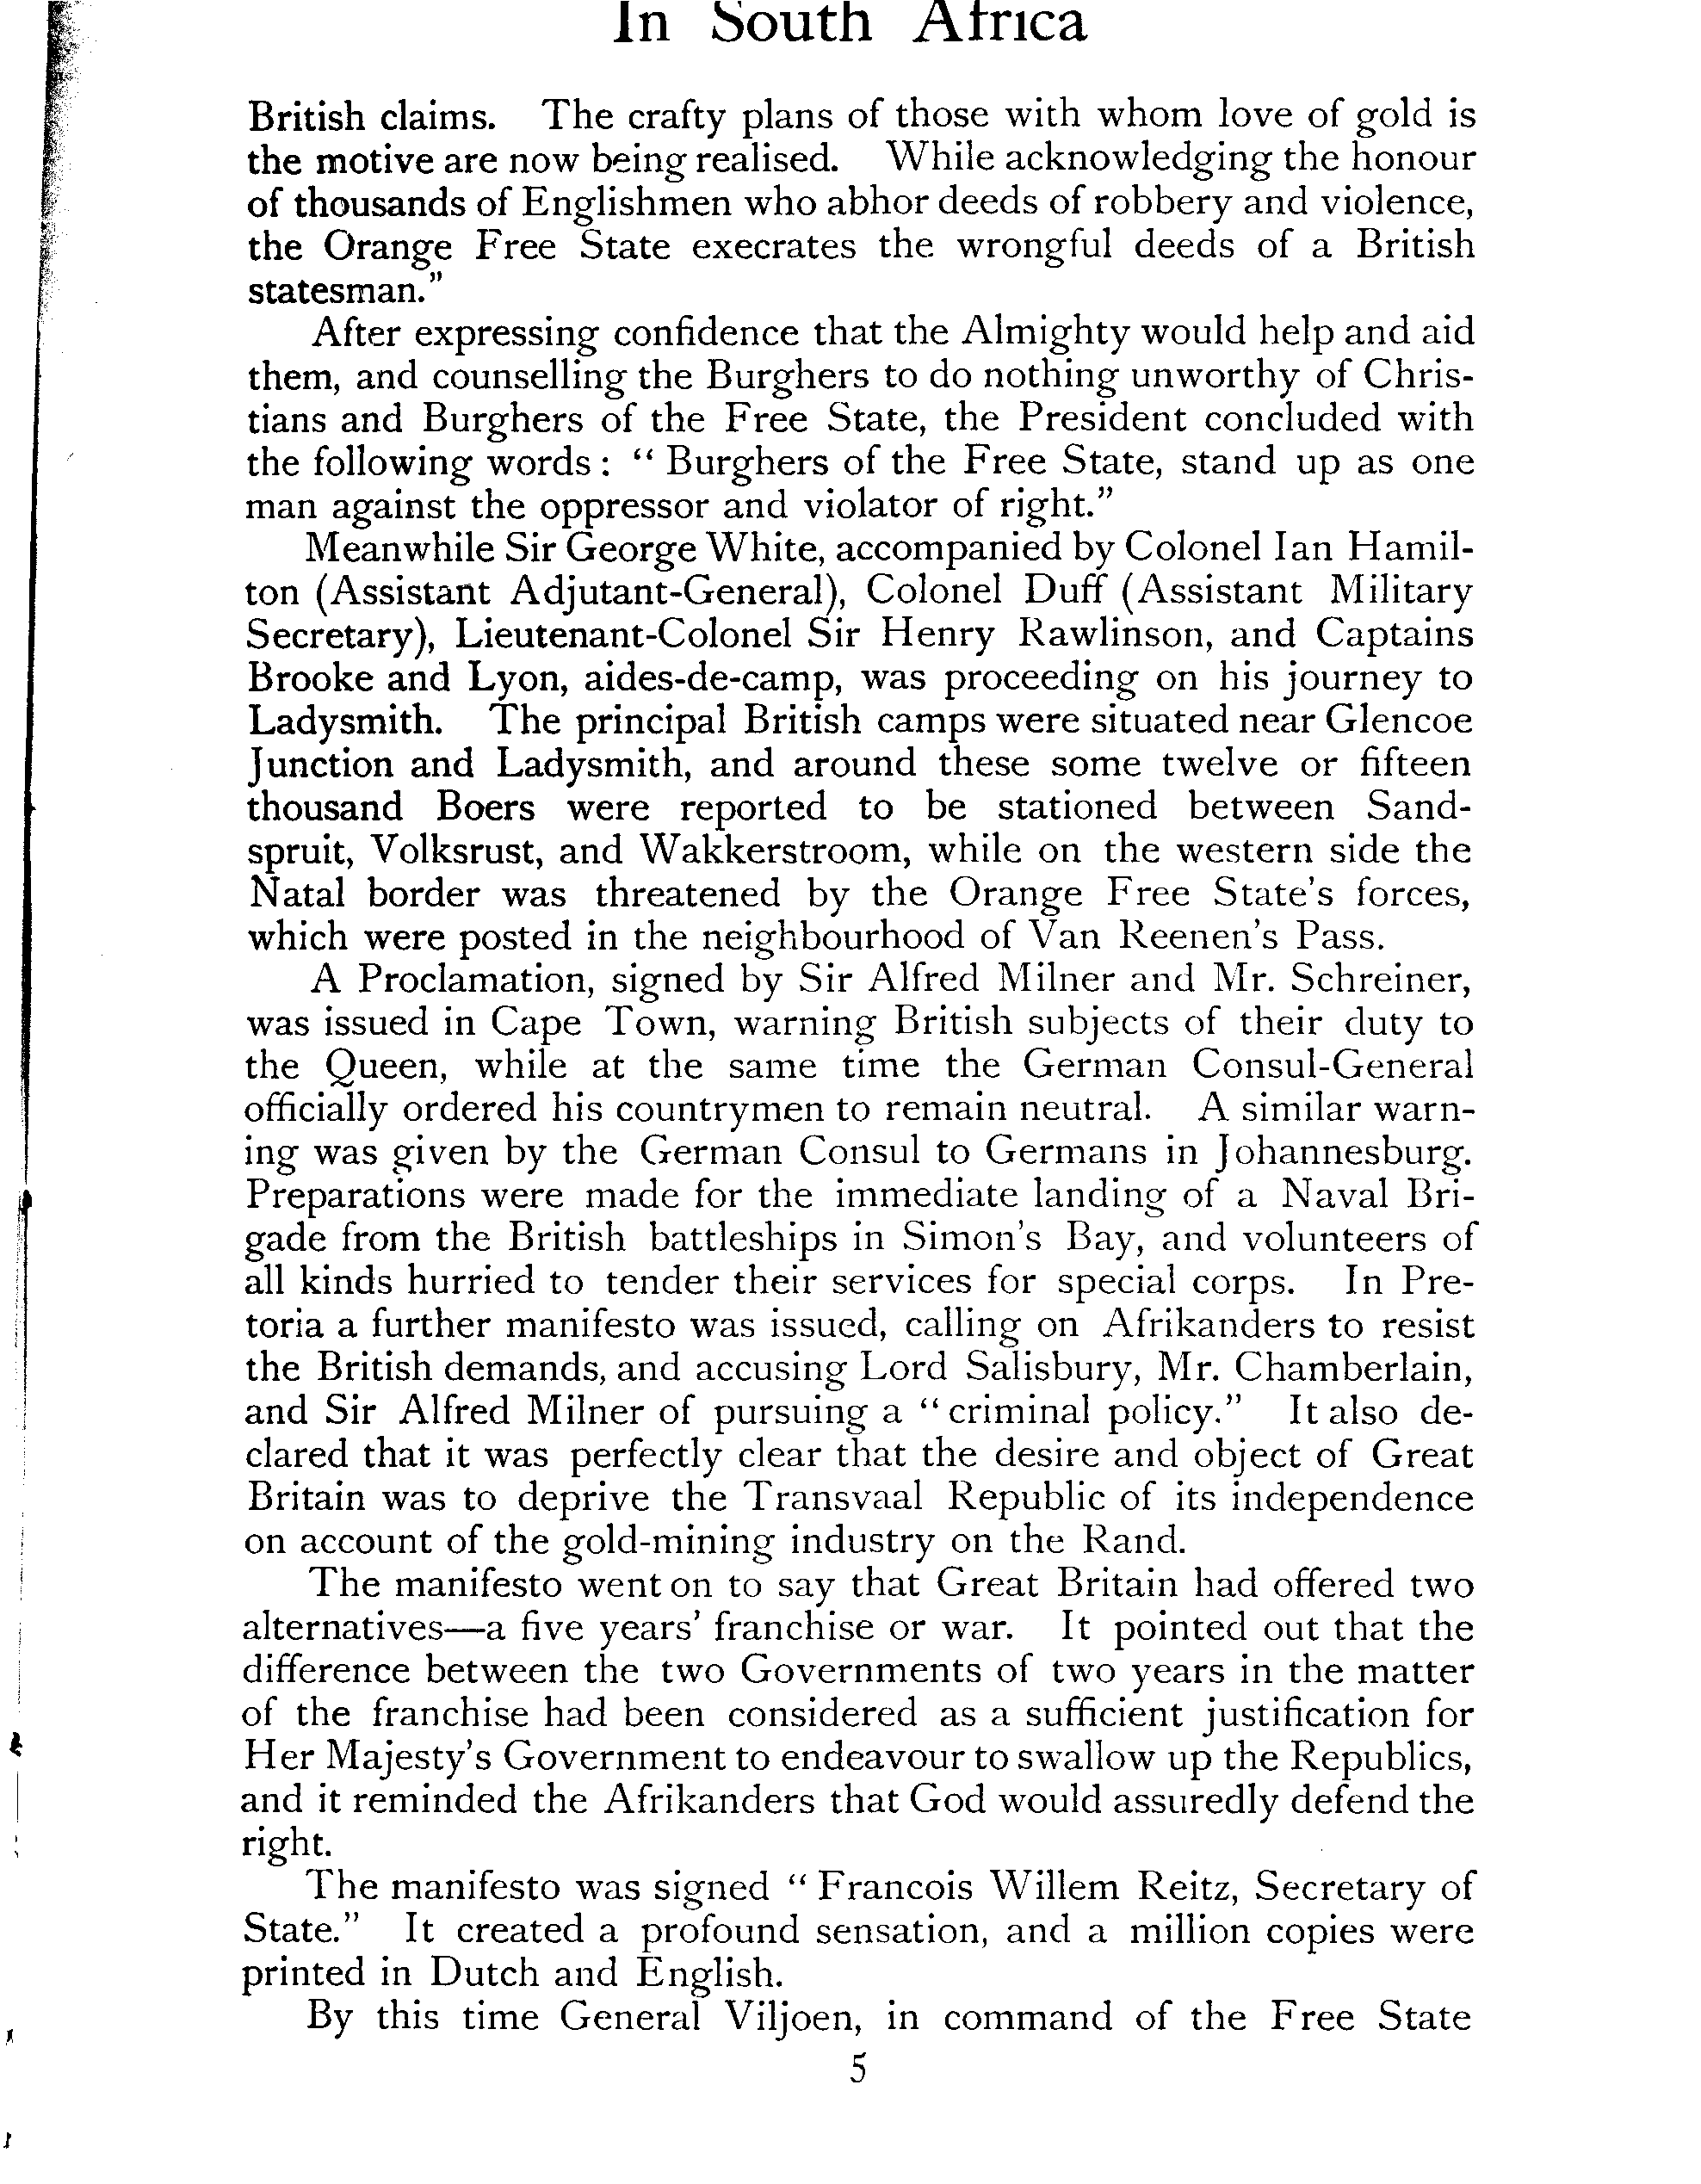 In South Africa
British claims. The crafty plans of those with whom love of gold is
the motive are now being realised. While acknowledging the honour
of thousands of Englishmen who abhor deeds of robbery and violence,
the Orange Free State execrates the wrongful deeds of a British
statesman.”
After expressing confidence that the Almighty would help and aid
them, and counselling the Burghers to do nothing unworthy of Chris-
tians and Burghers of the Free State, the President concluded with
the following words: “ Burghers of the Free State, stand up as one
man against the oppressor and violator of right.”
Meanwhile Sir George White, accompanied by Colonel Ian Hamil-
ton (Assistant Adjutant-General), Colonel Duff (Assistant Military
Secretary), Lieutenant-Colonel Sir Henry Rawlinson, and Captains
Brooke and Lyon, aides-de-camp, was proceeding on his journey to
Ladysmith. The principal British camps were situated near Glencoe
Junction and Ladysmith, and around these some twelve or fifteen
thousand Boers were reported to be stationed between Sand-
spruit, Volksrust, and Wakkerstroom, while on the western side the
Natal border was threatened by the Orange Free State's forces,
which were posted in the neighbourhood of Van Reenen's Pass.
A Proclamation, signed by Sir Alfred Milner and Mr. Schreiner,
was issued in Cape Town, warning British subjects of their duty to
the Queen, while at the same time the German Consul-General
officially ordered his countrymen to remain neutral. A similar warn-
ing was given by the German Consul to Germans in Johannesburg.
Preparations were made for the immediate landing of a Naval Bri-
gade from the British battleships in Simon's Bay, and volunteers of
all kinds hurried to tender their services for special corps. In Pre-
toria a further manifesto was issued, calling on Afrikanders to resist
the British demands, and accusing Lord Salisbury, Mr. Chamberlain,
and Sir Alfred Milner of pursuing a “criminal policy.” It also de-
clared that it was perfectly clear that the desire and object of Great
Britain was to deprive the Transvaal Republic of its independence
on account of the gold-mining industry on the Rand.
The manifesto went on to say that Great Britain had offered two
alternatives—a five years' franchise or war. It pointed out that the
difference between the two Governments of two years in the matter
of the franchise had been considered as a sufficient justification for
Her Majesty's Government to endeavour to swallow up the Republics,
and it reminded the Afrikanders that God would assuredly defend the
right.
The manifesto was signed “ Francois Willem Reitz, Secretary of
State.” It created a profound sensation, and a million copies were
printed in Dutch and English.
By this time General Viljoen, in command of the Free State
5